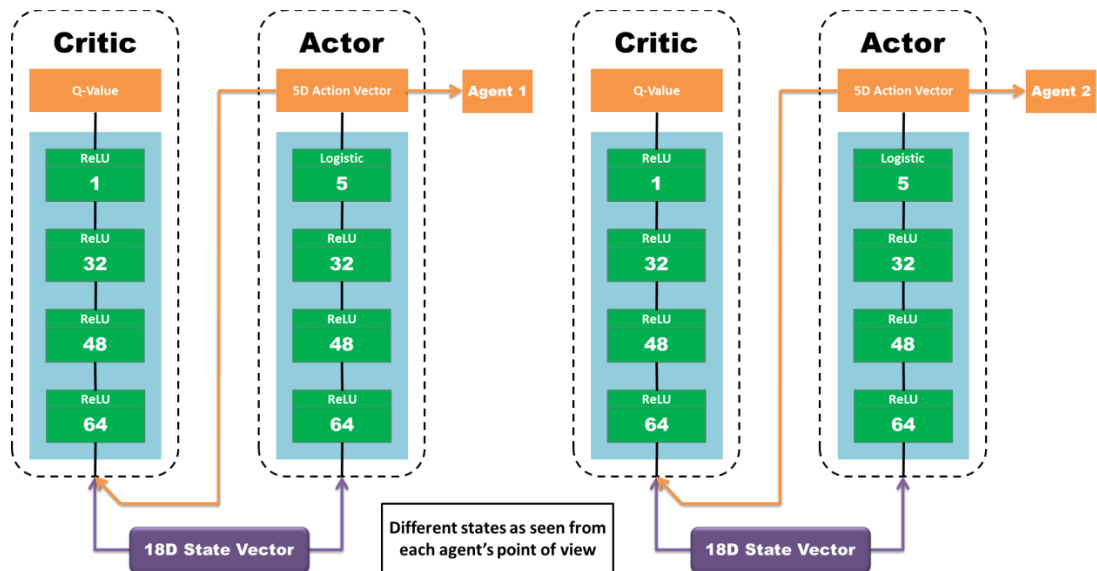 Critic
Q-Value
ReLU
1
ReLU
32
ReLU
48
ReLU
64
Actor
5D Action Vector
Logistic
5
ReLU
32
ReLU
48
ReLU
64
Agent 1
18D State Vector
Different states as seen from
each agent's point of view
Critic
Q-Value
ReLU
1
ReLU
32
ReLU
48
ReLU
64
Actor
5D Action Vector
Logistic
5
ReLU
32
ReLU
48
ReLU
64
Agent 2
18D State Vector